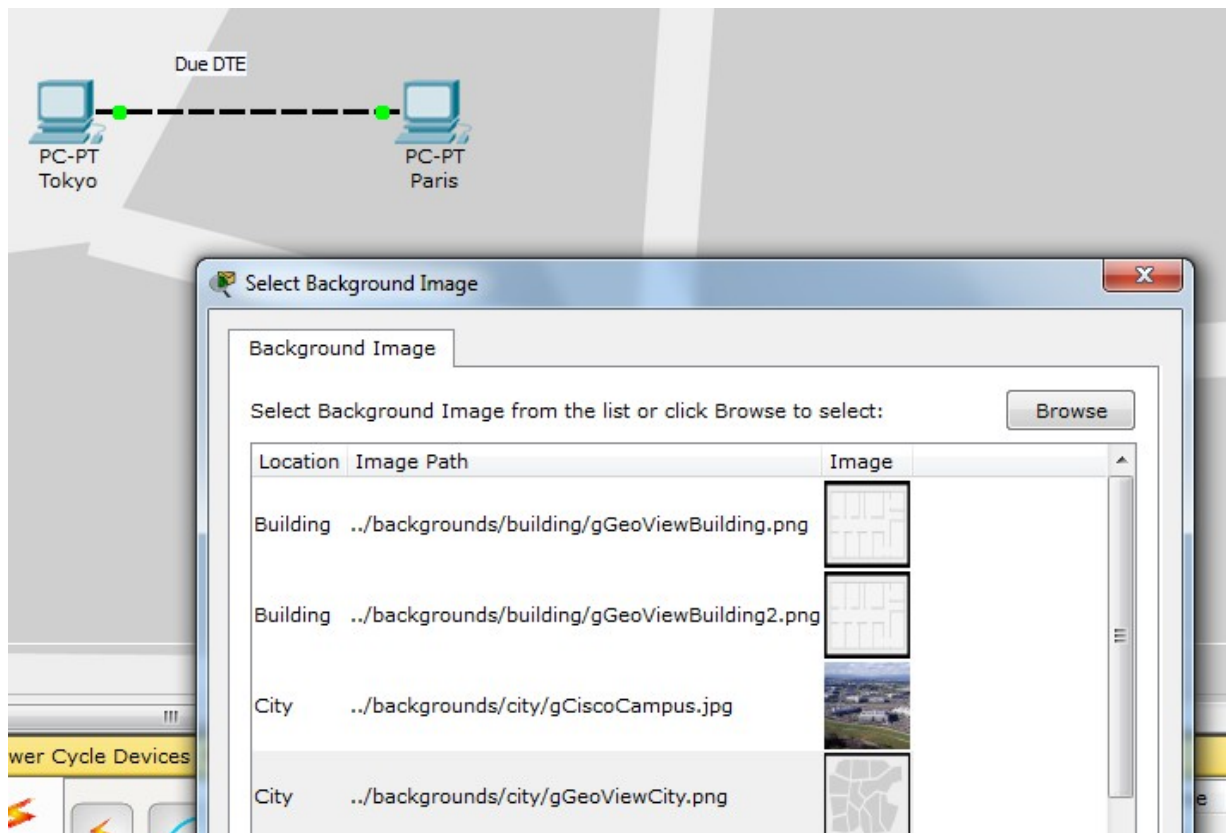 Due DTE
PC-PT
Tokyo
PC-PT
Paris
Select Background Image
Background Image
Select Background Image from the list or click Browse to select:
Browse
Location Image Path Image
Building ../backgrounds/building/gGeoViewBuilding.png
Building ../backgrounds/building/gGeoViewBuilding2.png
City ../backgrounds/city/gCiscoCampus.jpg
City ../backgrounds/city/gGeoViewCity.png
Cycle Devices